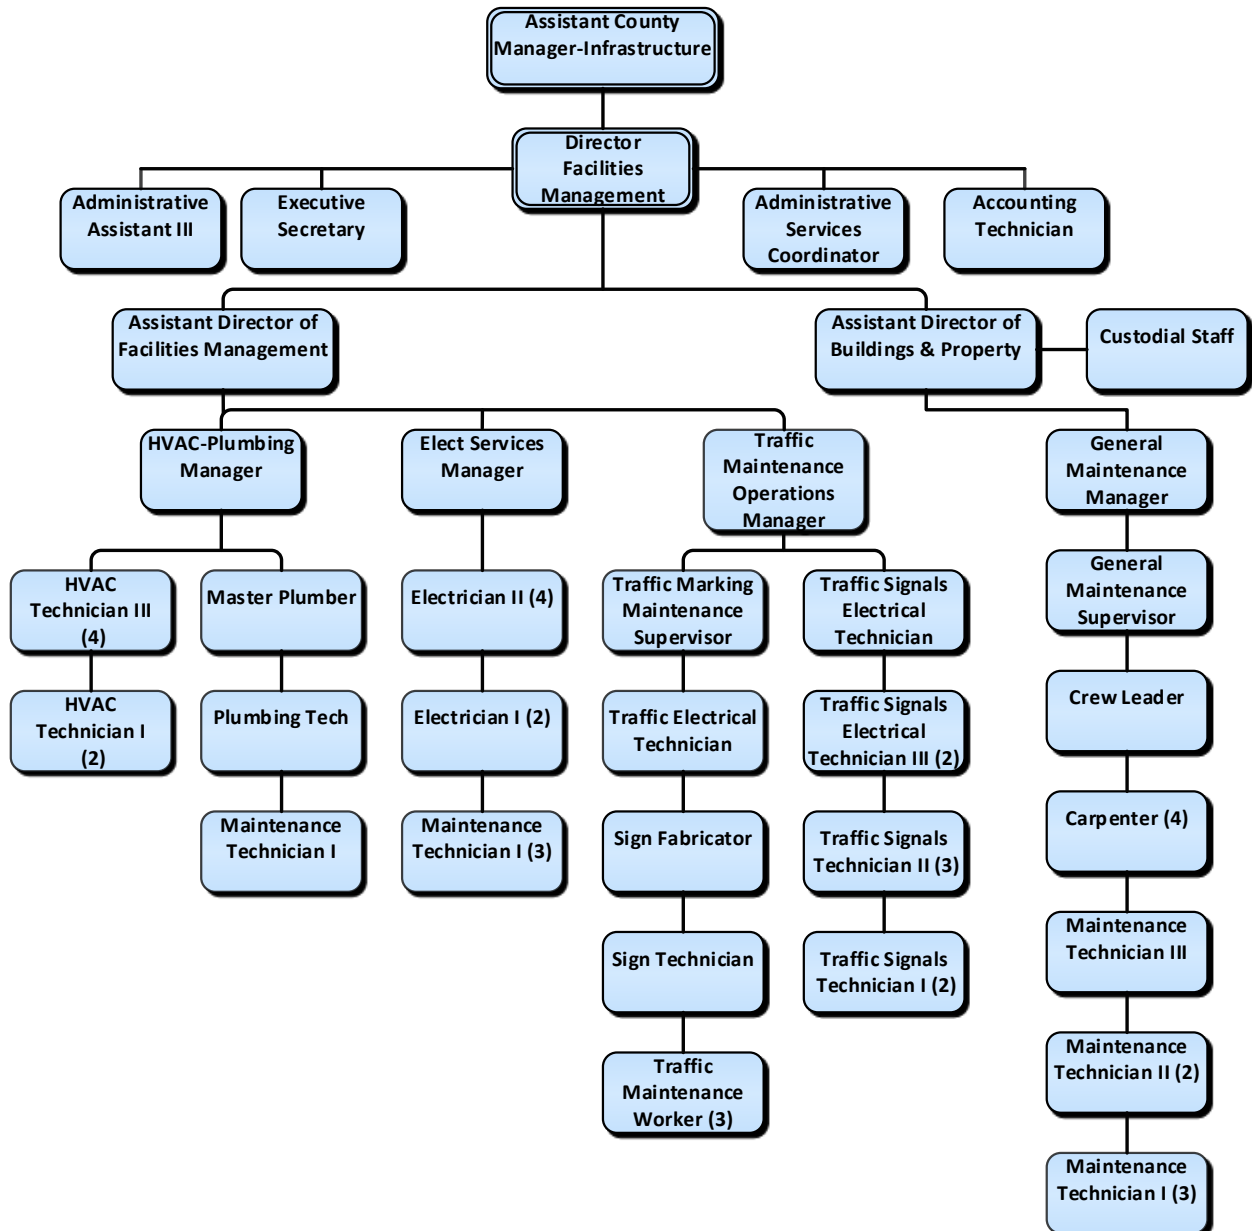 Assistant County
Manager-Infrastructure
Director
Facilities
Management
Administrative
Assistant III
Executive
Secretary
Administrative
Services
Coordinator
Accounting
Technician
Assistant Director of
Facilities Management
Assistant Director of
Buildings & Property
Custodial Staff
HVAC-Plumbing
Manager
Elect Services
Manager
Traffic
Maintenance
Operations
Manager
General
Maintenance
Manager
HVAC
Technician III
(4)
Master Plumber
Electrician II (4)
Traffic Marking
Maintenance
Supervisor
Traffic Signals
Electrical
Technician
General
Maintenance
Supervisor
HVAC
Technician I
(2)
Plumbing Tech
Electrician I (2)
Traffic Electrical
Technician
Traffic Signals
Electrical
Technician III (2)
Crew Leader
Maintenance
Technician I
Maintenance
Technician I (3)
Sign Fabricator
Traffic Signals
Technician II (3)
Carpenter (4)
Sign Technician
Traffic Signals
Technician I (2)
Maintenance
Technician III
Traffic
Maintenance
Worker (3)
Maintenance
Technician II (2)
Maintenance
Technician I (3)